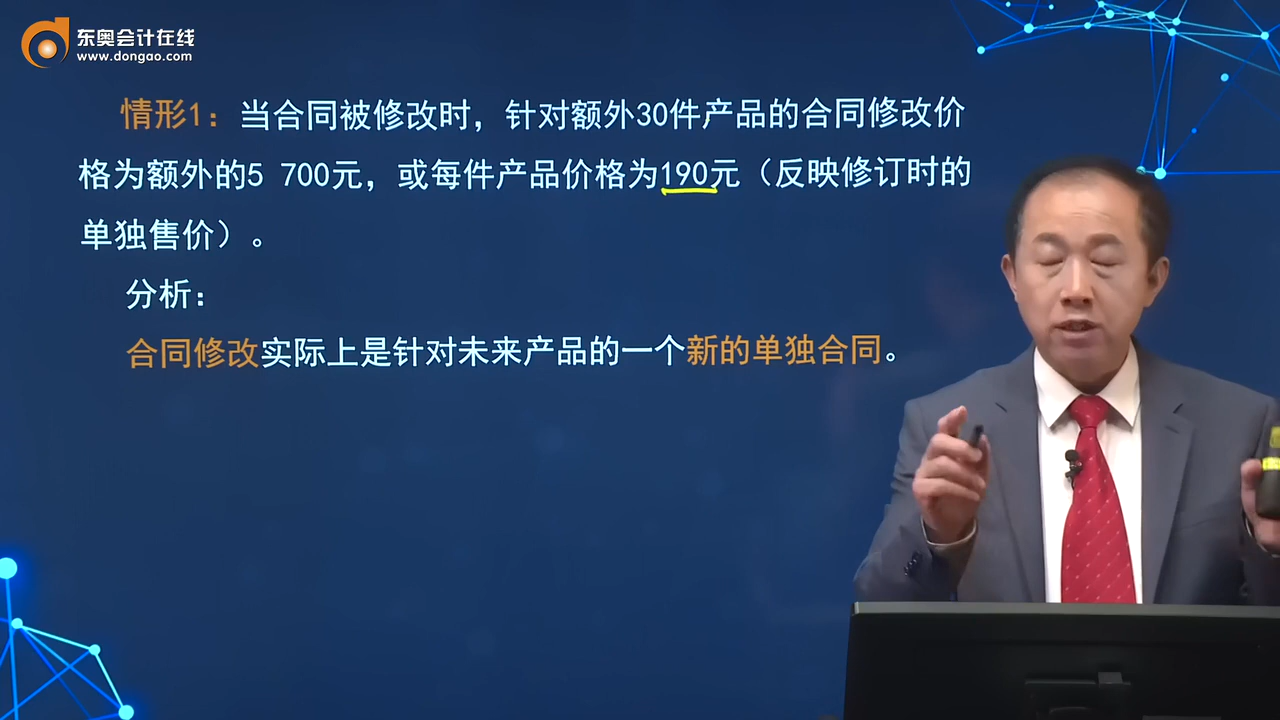 东奥会计在线
www.dongao.com
情形1：当合同被修改时，针对额外30件产品的合同修改价
格为额外的5 700元，或每件产品价格为190元（反映修订时的
单独售价）。
分析：
合同修改实际上是针对未来产品的一个新的单独合同。